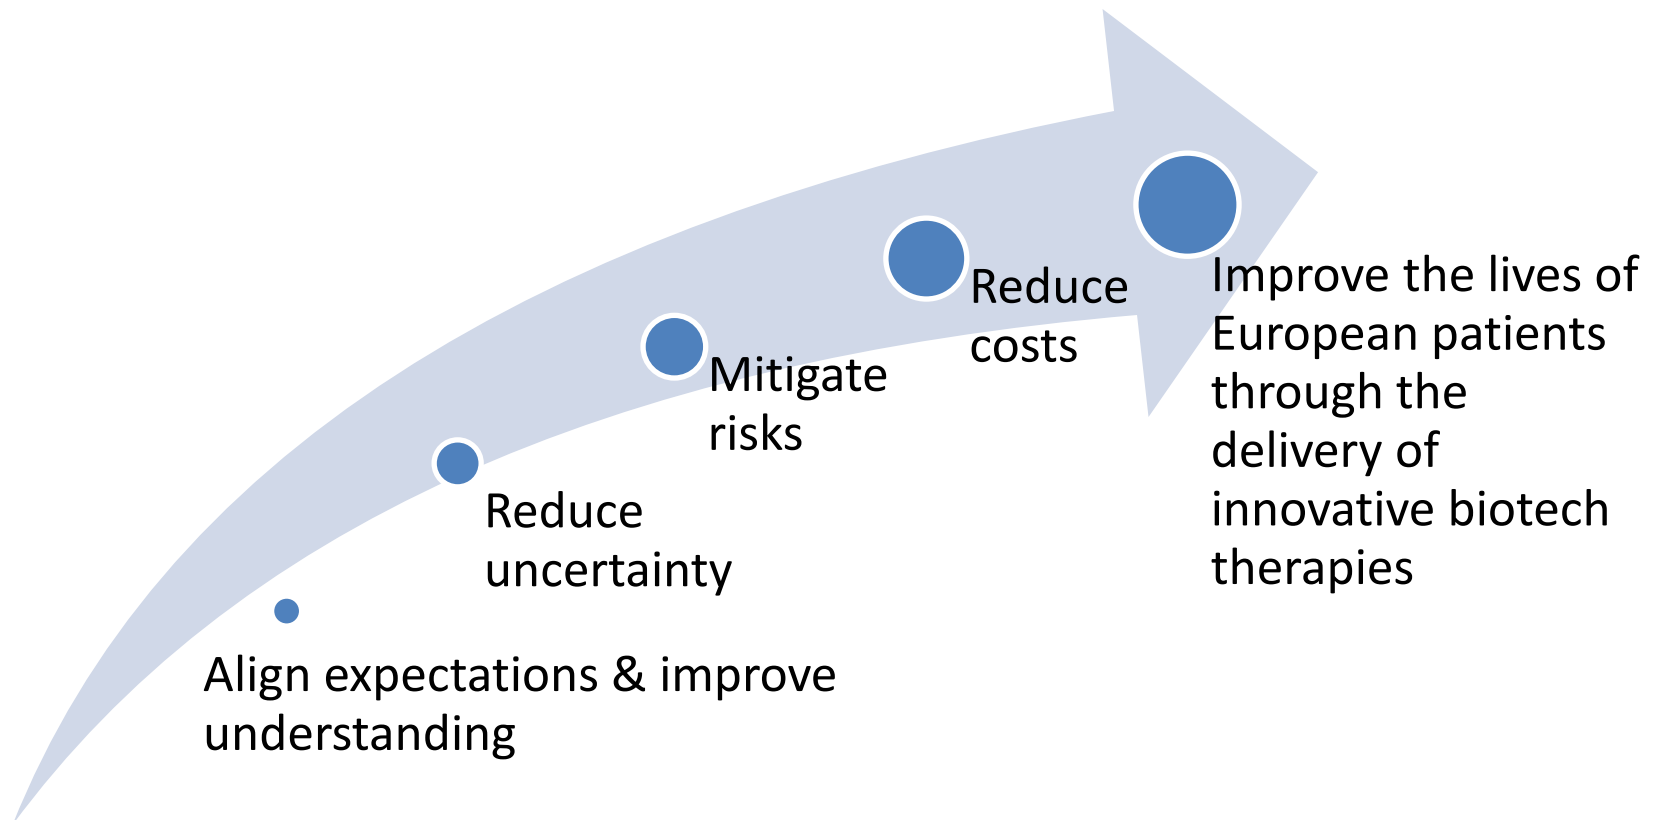 Align expectations & improve
understanding
Reduce
uncertainty
Mitigate
risks
Reduce
costs
Improve the lives of
European patients
through the
delivery of
innovative biotech
therapies